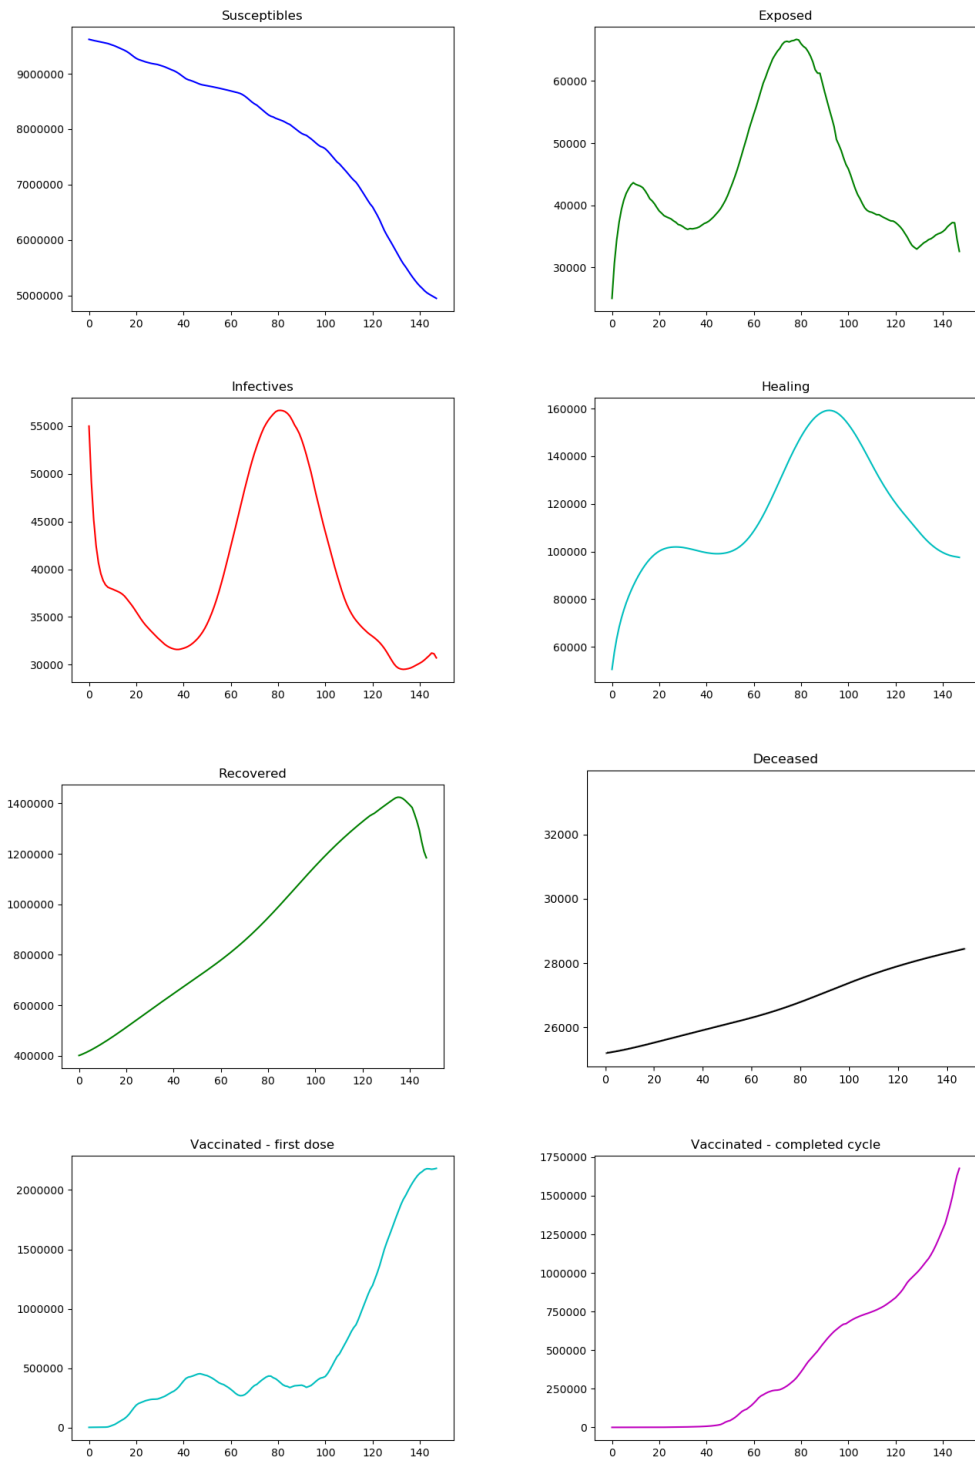 Susceptibles
9000000
8000000
7000000
6000000
5000000
0 20 40 60 80 100 120 140
Exposed
60000
50000
40000
30000
0 20 40 60 80 100 120 140
Infectives
55000
50000
45000
40000
35000
30000
0 20 40 60 80 100 120 140
Healing
160000
140000
120000
100000
80000
60000
0 20 40 60 80 100 120 140
Recovered
1400000
1200000
1000000
800000
600000
400000
0 20 40 60 80 100 120 140
Deceased
32000
30000
28000
26000
0 20 40 60 80 100 120 140
Vaccinated - first dose
2000000
1500000
1000000
500000
0
0 20 40 60 80 100 120 140
Vaccinated - completed cycle
1750000
1500000
1250000
1000000
750000
500000
250000
0
0 20 40 60 80 100 120 140